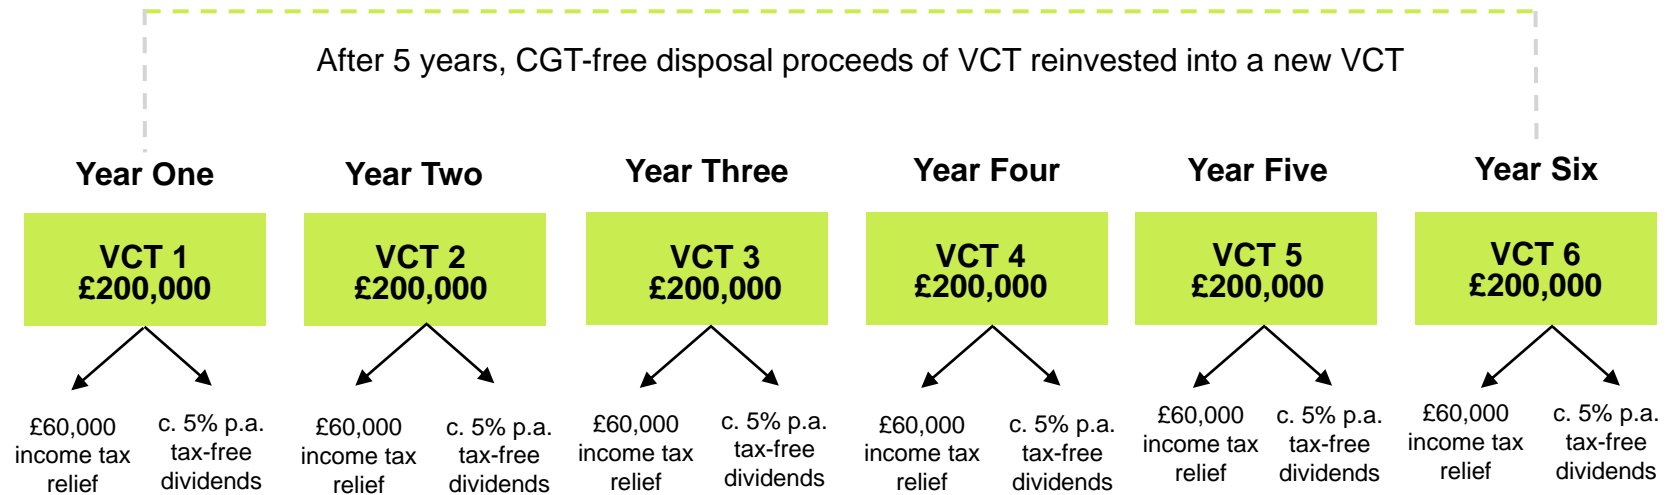 After 5 years, CGT-free disposal proceeds of VCT reinvested into a new VCT
Year One
Year Two
Year Three
Year Four
Year Five
Year Six
VCT 1
£200,000
VCT 2
£200,000
VCT 3
£200,000
VCT 4
£200,000
VCT 5
£200,000
VCT 6
£200,000
£60,000
income tax
relief
c. 5% p.a.
tax-free
dividends
£60,000
income tax
relief
c. 5% p.a.
tax-free
dividends
£60,000
income tax
relief
c. 5% p.a.
tax-free
dividends
£60,000
income tax
relief
c. 5% p.a.
tax-free
dividends
£60,000
income tax
relief
c. 5% p.a.
tax-free
dividends
£60,000
income tax
relief
c. 5% p.a.
tax-free
dividends